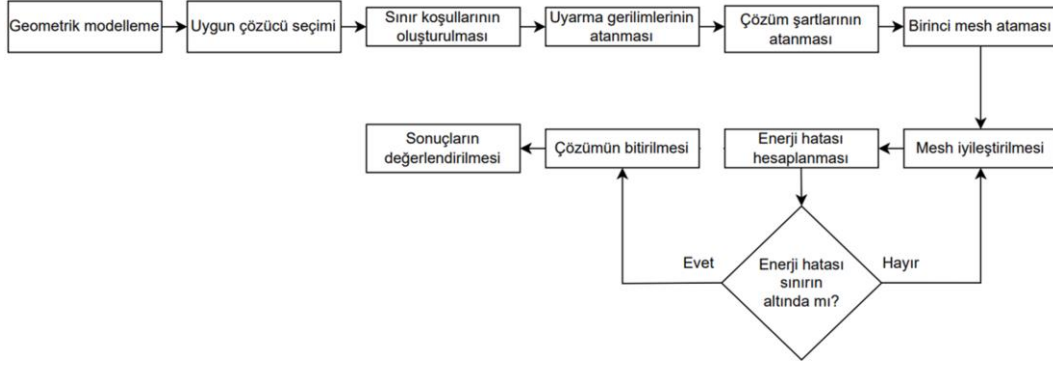 Geometrik modelleme
Uygun çözücü seçimi
Sınır koşullarının
oluşturulması
Uyarma gerilimlerinin
atanması
Çözüm şartlarının
atanması
Birinci mesh ataması
Mesh iyileştirilmesi
Enerji hatası
hesaplanması
Enerji hatası
sınırın
altında mı?
Evet
Hayır
Çözümün bitirilmesi
Sonuçların
değerlendirilmesi